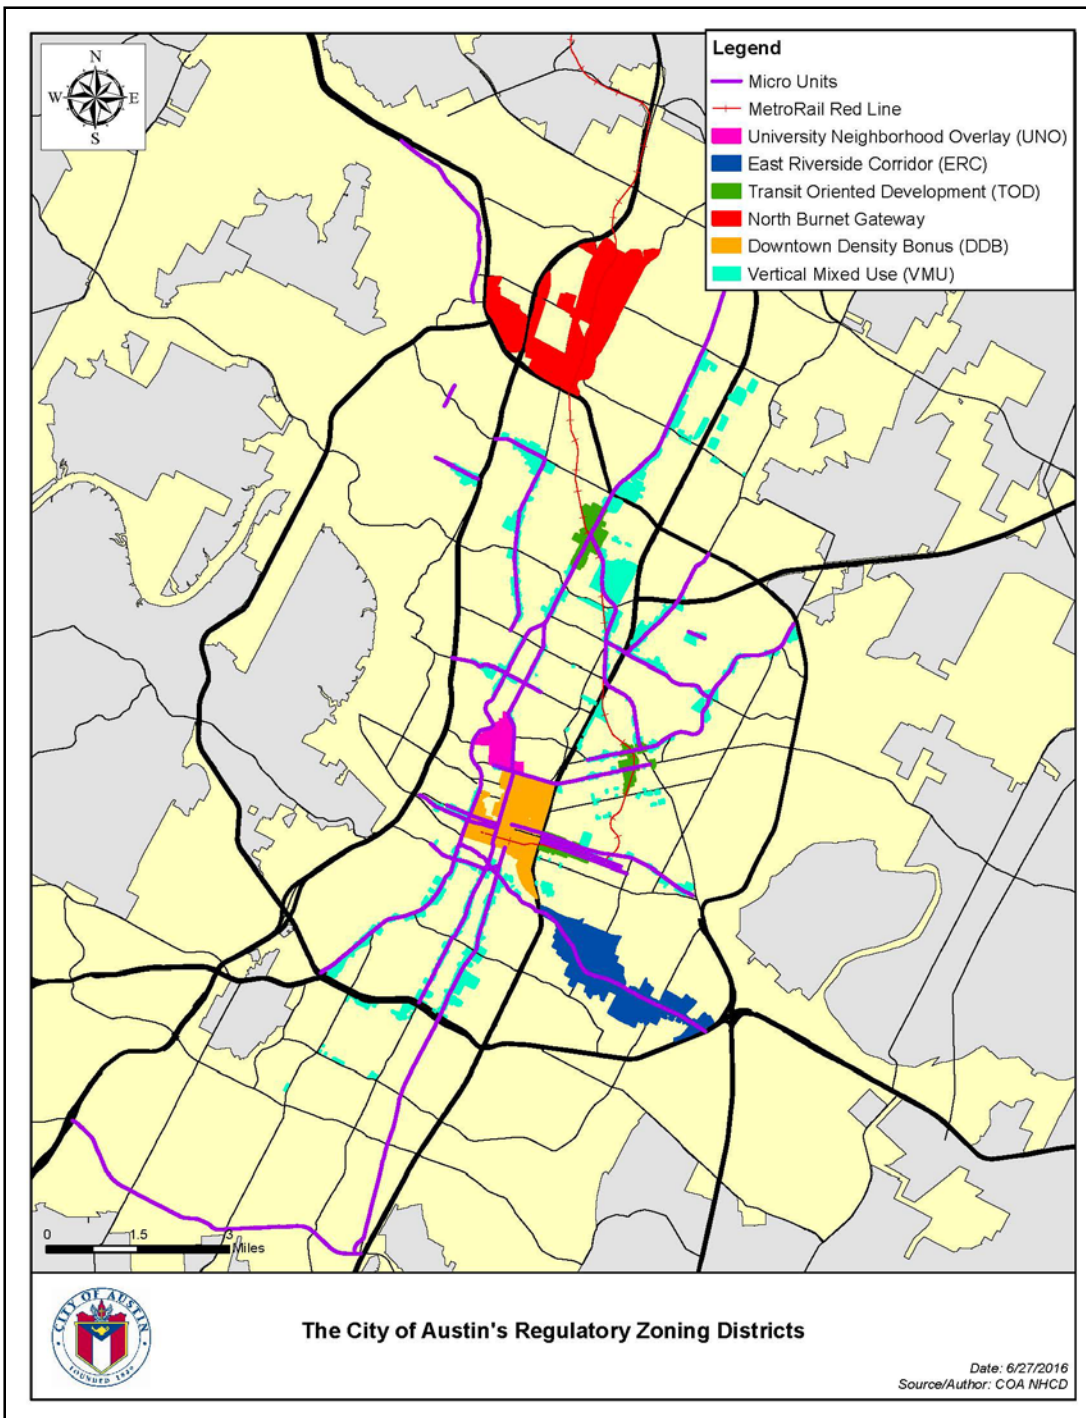 N
W E
S
Legend
Micro Units
MetroRail Red Line
University Neighborhood Overlay (UNO)
East Riverside Corridor (ERC)
Transit Oriented Development (TOD)
North Burnet Gateway
Downtown Density Bonus (DDB)
Vertical Mixed Use (VMU)
0 1.5 3
Miles
CITY OF AUSTIN
FOUNDED 1839
The City of Austin's Regulatory Zoning Districts
Date: 6/27/2016
Source/Author: COA NHCD